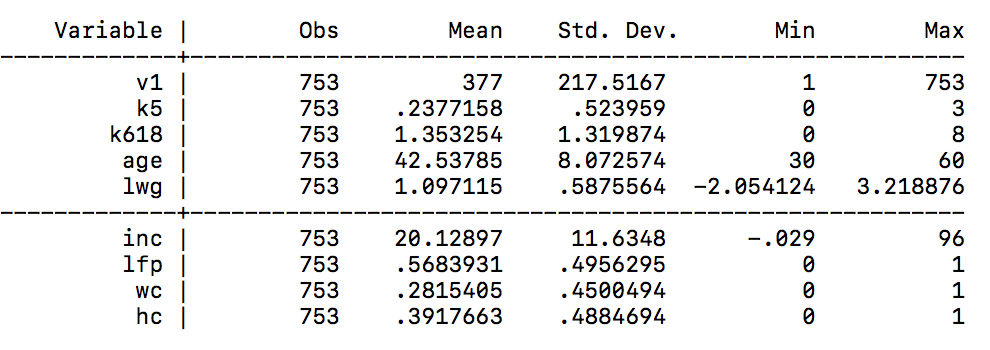 Variable | Obs Mean Std. Dev. Min Max
-------------+---------------------------------------------------------
v1 | 753 377 217.5167 1 753
k5 | 753 .2377158 .523959 0 3
k618 | 753 1.353254 1.319874 0 8
age | 753 42.53785 8.072574 30 60
lwg | 753 1.097115 .5875564 -2.054124 3.218876
-------------+---------------------------------------------------------
inc | 753 20.12897 11.6348 -.029 96
lfp | 753 .5683931 .4956295 0 1
wc | 753 .2815405 .4500494 0 1
hc | 753 .3917663 .4884694 0 1